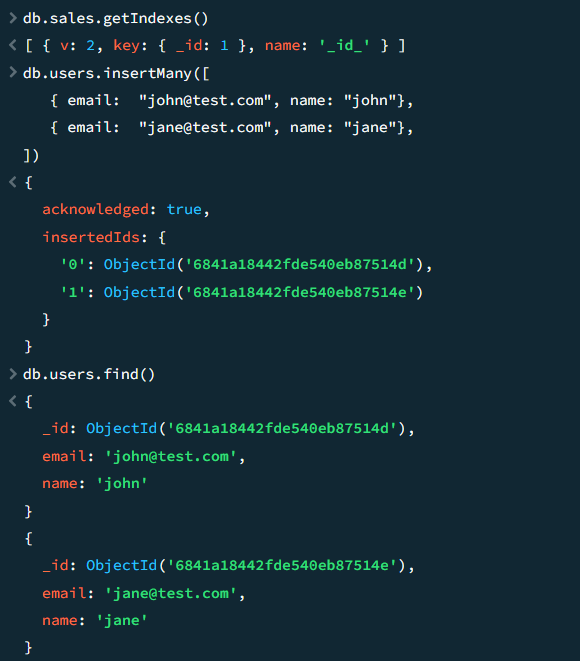 > db.sales.getIndexes()
< [ { v: 2, key: { _id: 1 }, name: '_id_' } ]
> db.users.insertMany([
{ email:  "john@test.com", name: "john"},
{ email:  "jane@test.com", name: "jane"},
])
< {
acknowledged: true,
insertedIds: {
'0': ObjectId('6841a18442fde540eb87514d'),
'1': ObjectId('6841a18442fde540eb87514e')
}
}
> db.users.find()
< {
_id: ObjectId('6841a18442fde540eb87514d'),
email: 'john@test.com',
name: 'john'
}
{
_id: ObjectId('6841a18442fde540eb87514e'),
email: 'jane@test.com',
name: 'jane'
}